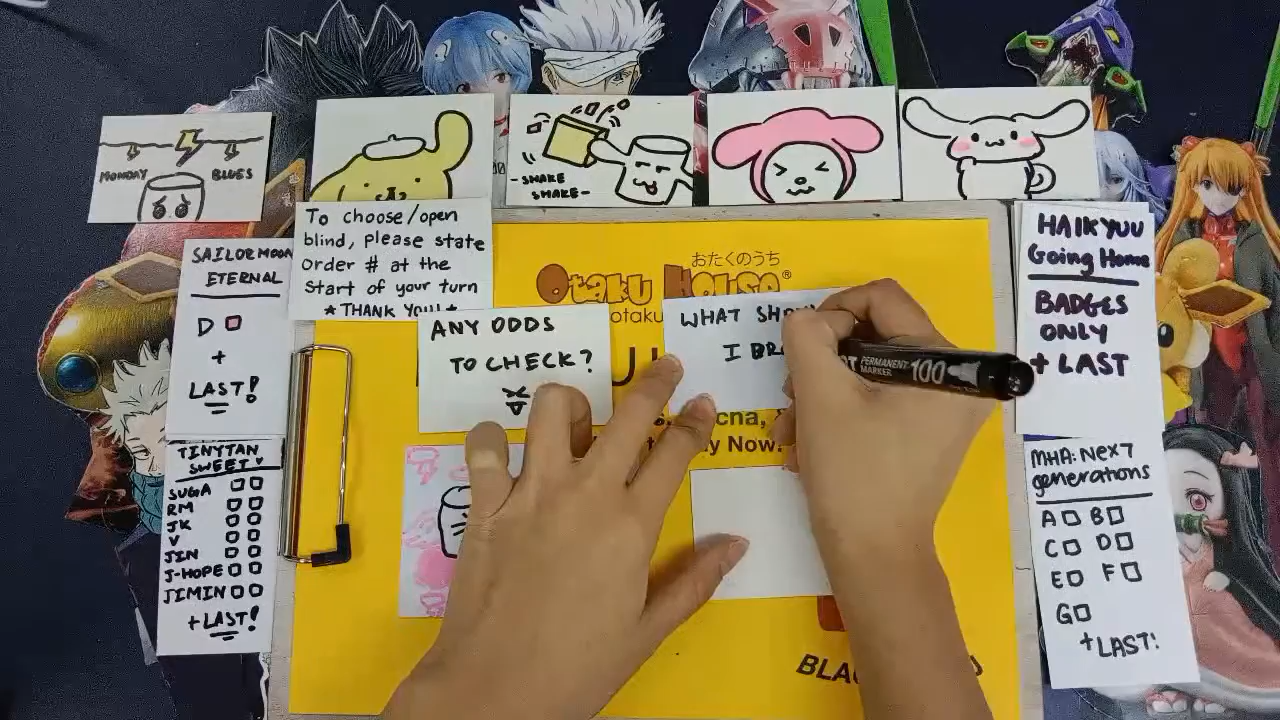 MONDAY BLUES
- SHAKE
SHAKE -
To choose/open
blind, please state
Order # at the
start of your turn
★ THANK YOU! ★
SAILORMOON
ETERNAL
D
+
LAST!
TINYTAN
SWEET
SUGA
RM
JK
V
JIN
J-HOPE
JIMIN
+LAST!
おたくのうち
Otaku House®
ANY ODDS
TO CHECK?
WHAT
I
PERMANENT
MARKER 100
Now.
HAIKYUU
Going Home
BADGES
ONLY
+ LAST
MHA: NEXT
generations
A B
C D
E F
G
+LAST!